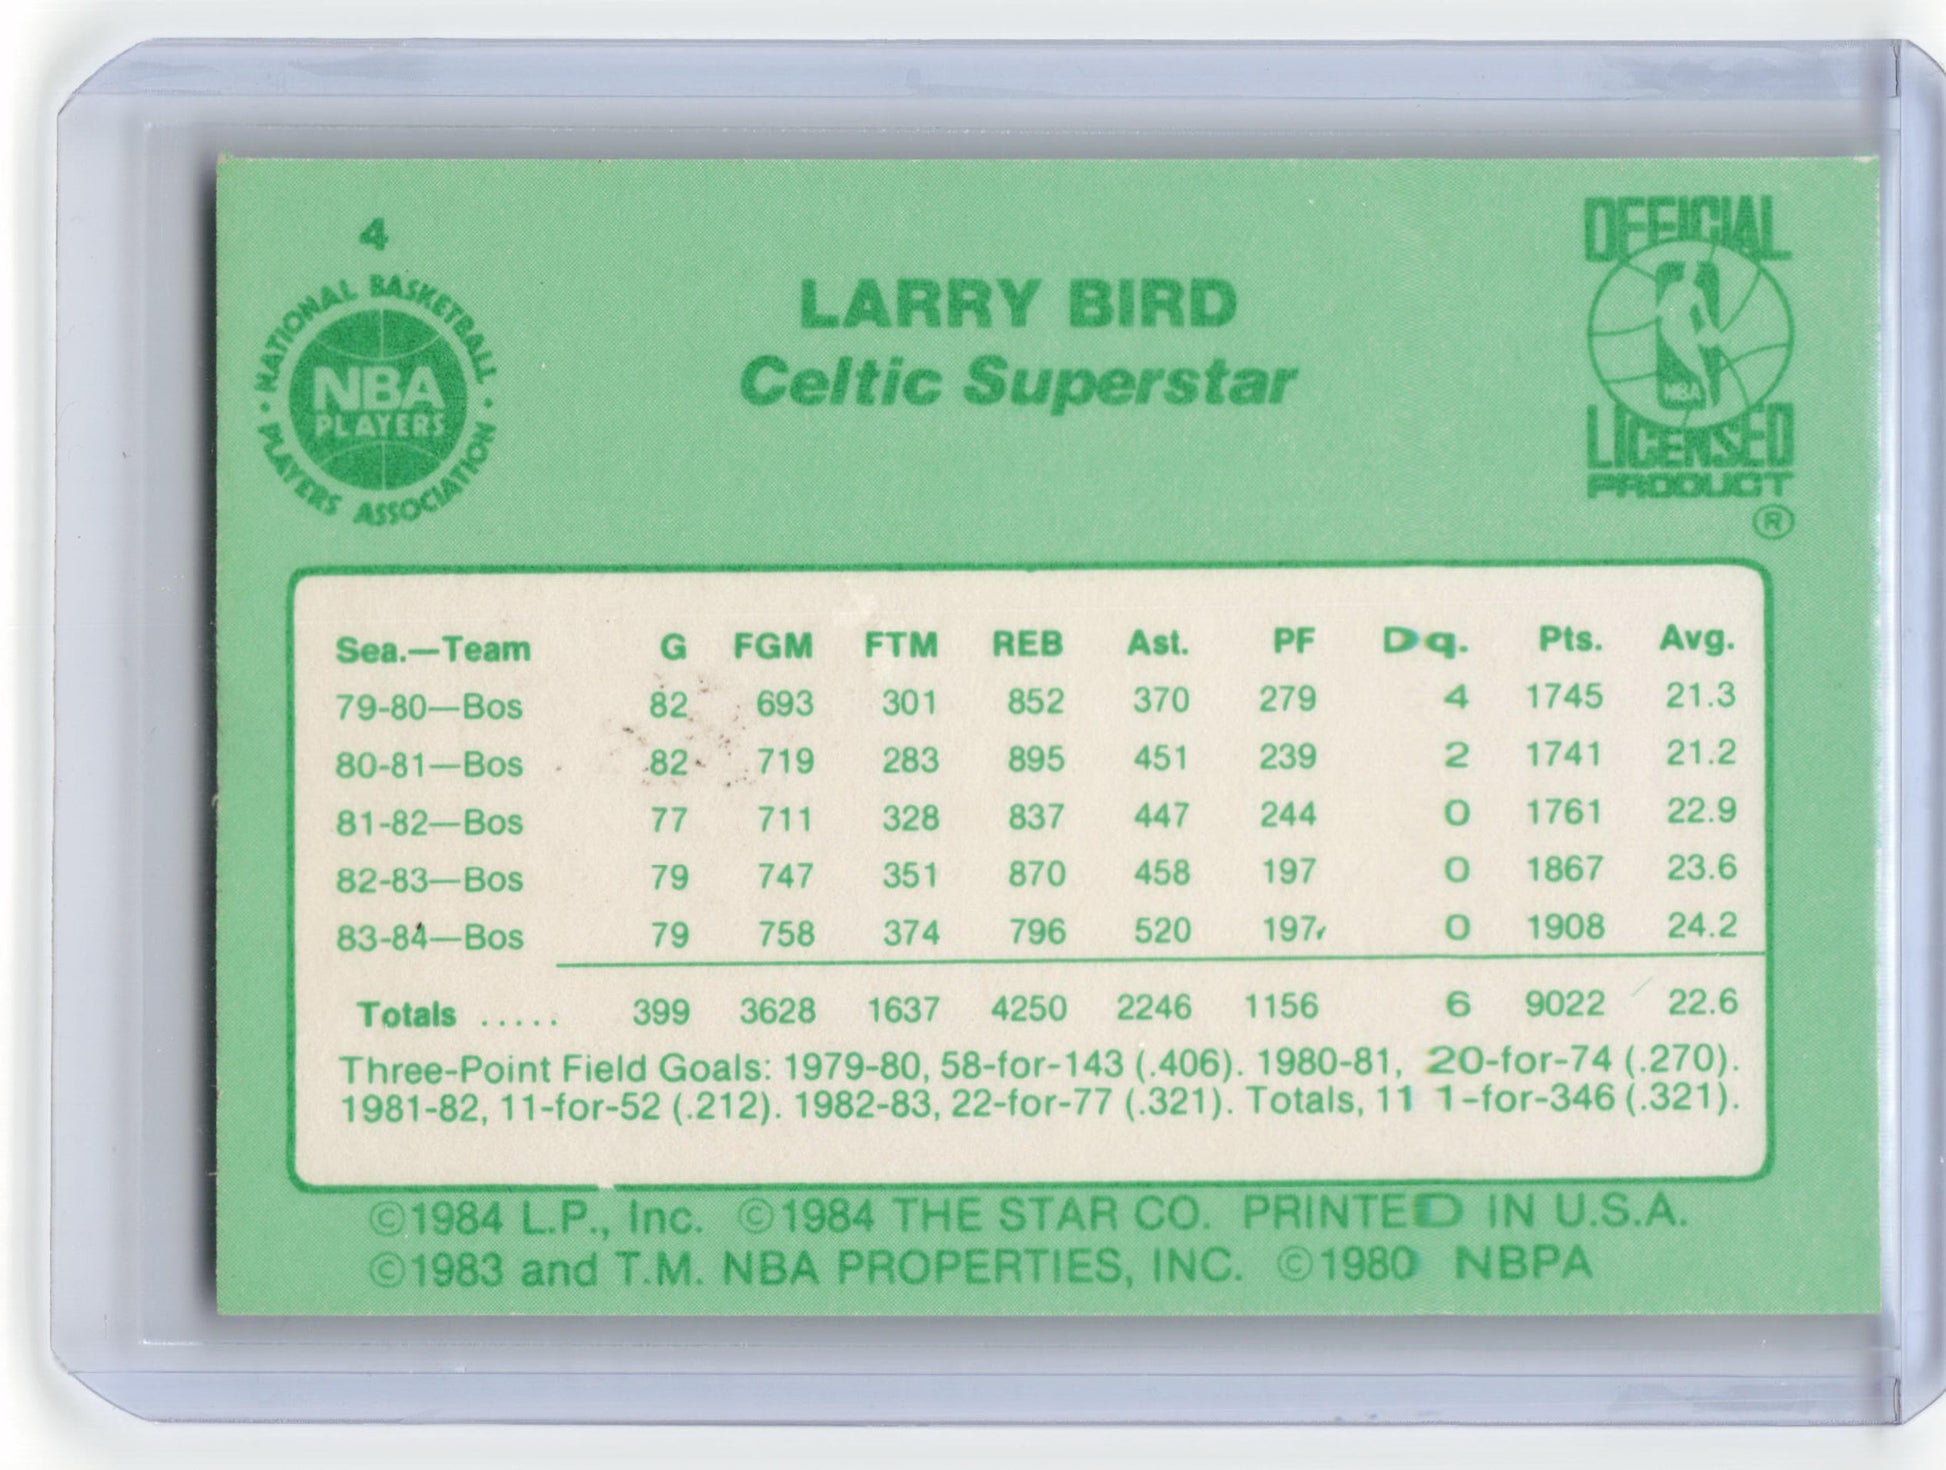 4
NATIONAL BASKETBALL
PLAYERS ASSOCIATION
NBA
PLAYERS
LARRY BIRD
Celtic Superstar
OFFICIAL
NBA
LICENSED
PRODUCT
®
Sea.—Team G FGM FTM REB Ast. PF Dq. Pts. Avg.
79-80—Bos 82 693 301 852 370 279 4 1745 21.3
80-81—Bos 82 719 283 895 451 239 2 1741 21.2
81-82—Bos 77 711 328 837 447 244 0 1761 22.9
82-83—Bos 79 747 351 870 458 197 0 1867 23.6
83-84—Bos 79 758 374 796 520 197 0 1908 24.2
Totals ..... 399 3628 1637 4250 2246 1156 6 9022 22.6
Three-Point Field Goals: 1979-80, 58-for-143 (.406). 1980-81, 20-for-74 (.270).
1981-82, 11-for-52 (.212). 1982-83, 22-for-77 (.321). Totals, 11 1-for-346 (.321).
©1984 L.P., Inc. ©1984 THE STAR CO. PRINTED IN U.S.A.
©1983 and T.M. NBA PROPERTIES, INC. ©1980 NBPA